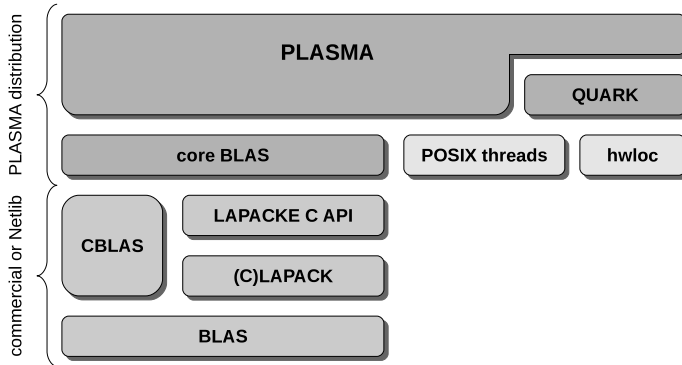 PLASMA distribution
PLASMA
QUARK
core BLAS
POSIX threads
hwloc
commercial or Netlib
CBLAS
LAPACKE C API
(C)LAPACK
BLAS